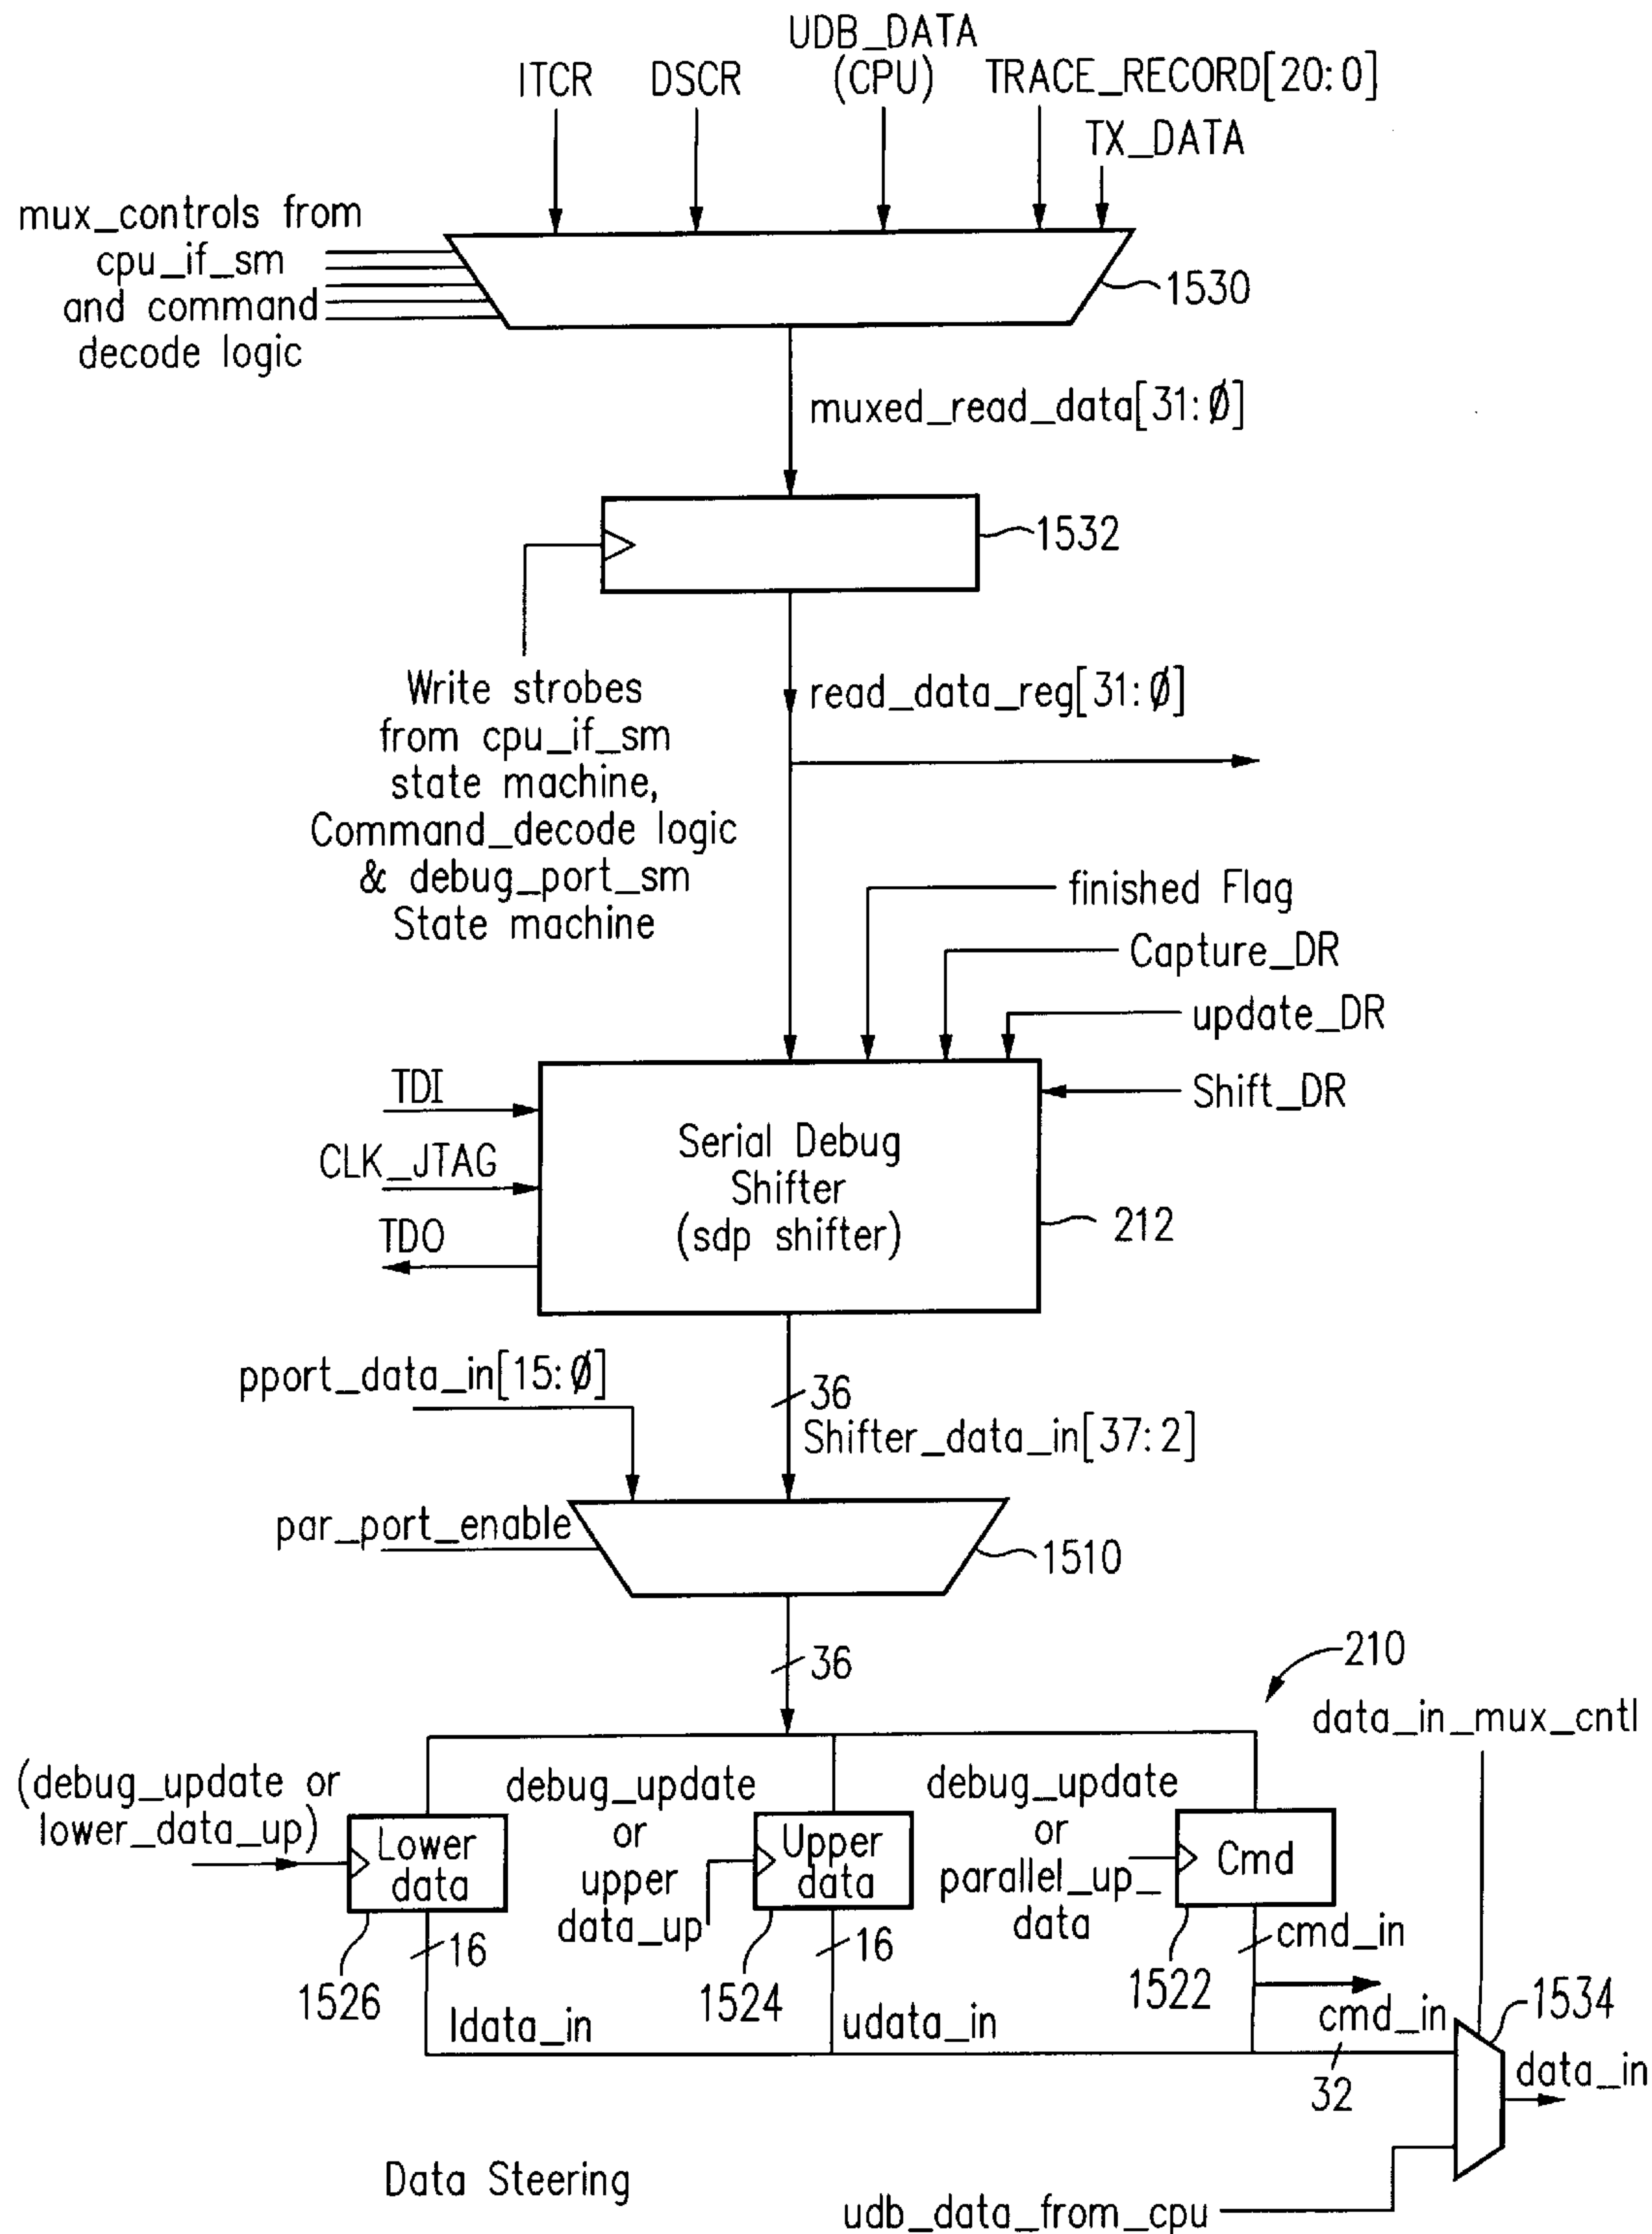 UDB_DATA
(CPU)
ITCR
DSCR
TRACE_RECORD[20:0]
TX_DATA
mux_controls from
cpu_if_sm
and command
decode logic
1530
muxed_read_data[31:Ø]
1532
Write strobes
from cpu_if_sm
state machine,
Command_decode logic
& debug_port_sm
State machine
read_data_reg[31:Ø]
finished Flag
Capture_DR
update_DR
Shift_DR
TDI
CLK_JTAG
TDO
Serial Debug
Shifter
(sdp shifter)
212
pport_data_in[15:Ø]
36
Shifter_data_in[37:2]
par_port_enable
1510
36
210
data_in_mux_cntl
(debug_update or
lower_data_up)
Lower
data
1526
16
ldata_in
debug_update
or
upper
data_up
Upper
data
1524
16
udata_in
debug_update
or
parallel_up_
data
Cmd
1522
cmd_in
cmd_in
32
1534
data_in
udb_data_from_cpu
Data Steering